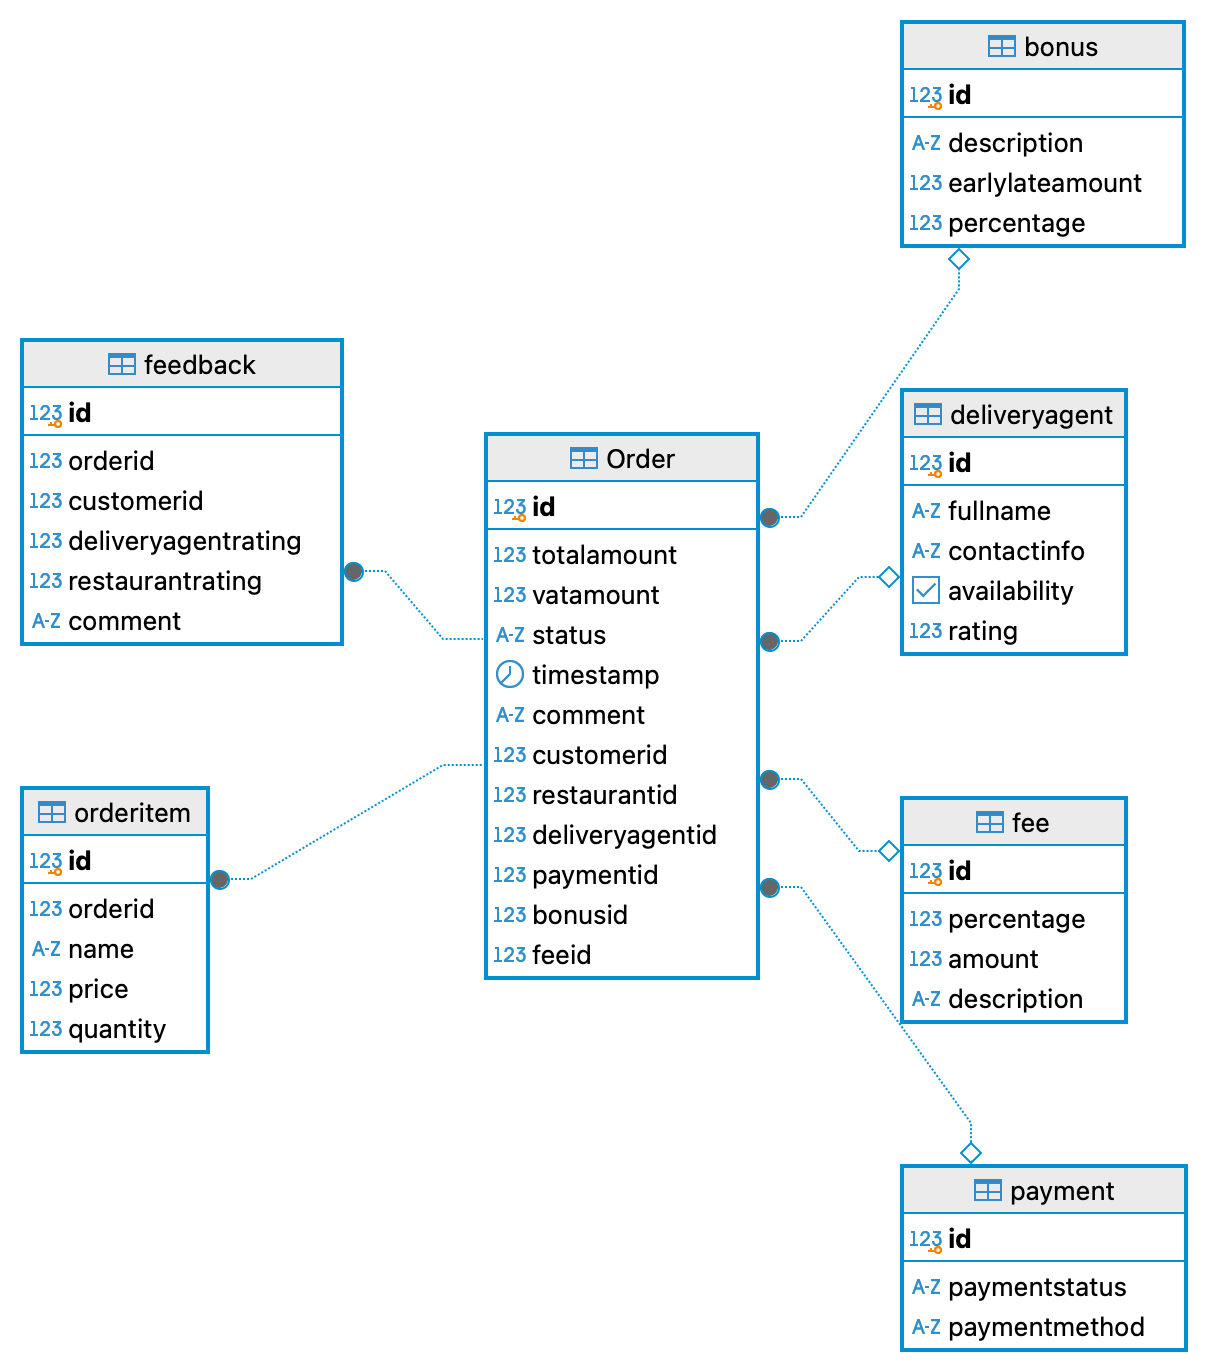 bonus
123 id
A-Z description
123 earlylateamount
123 percentage
feedback
123 id
123 orderid
123 customerid
123 deliveryagentrating
123 restaurantrating
A-Z comment
deliveryagent
123 id
A-Z fullname
A-Z contactinfo
availability
123 rating
Order
123 id
123 totalamount
123 vatamount
A-Z status
timestamp
A-Z comment
123 customerid
123 restaurantid
123 deliveryagentid
123 paymentid
123 bonusid
123 feeid
orderitem
123 id
123 orderid
A-Z name
123 price
123 quantity
fee
123 id
123 percentage
123 amount
A-Z description
payment
123 id
A-Z paymentstatus
A-Z paymentmethod